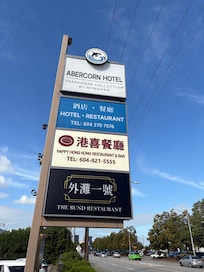 ABERCORN HOTEL
TRADEMARK COLLECTION
BY WYNDHAM
酒店·餐廳
HOTEL·RESTAURANT
TEL: 604 270 7576
港喜餐廳
HAPPY HONG KONG RESTAURANT & BAR
TEL: 604-821-5555
外灘一號
THE BUND RESTAURANT